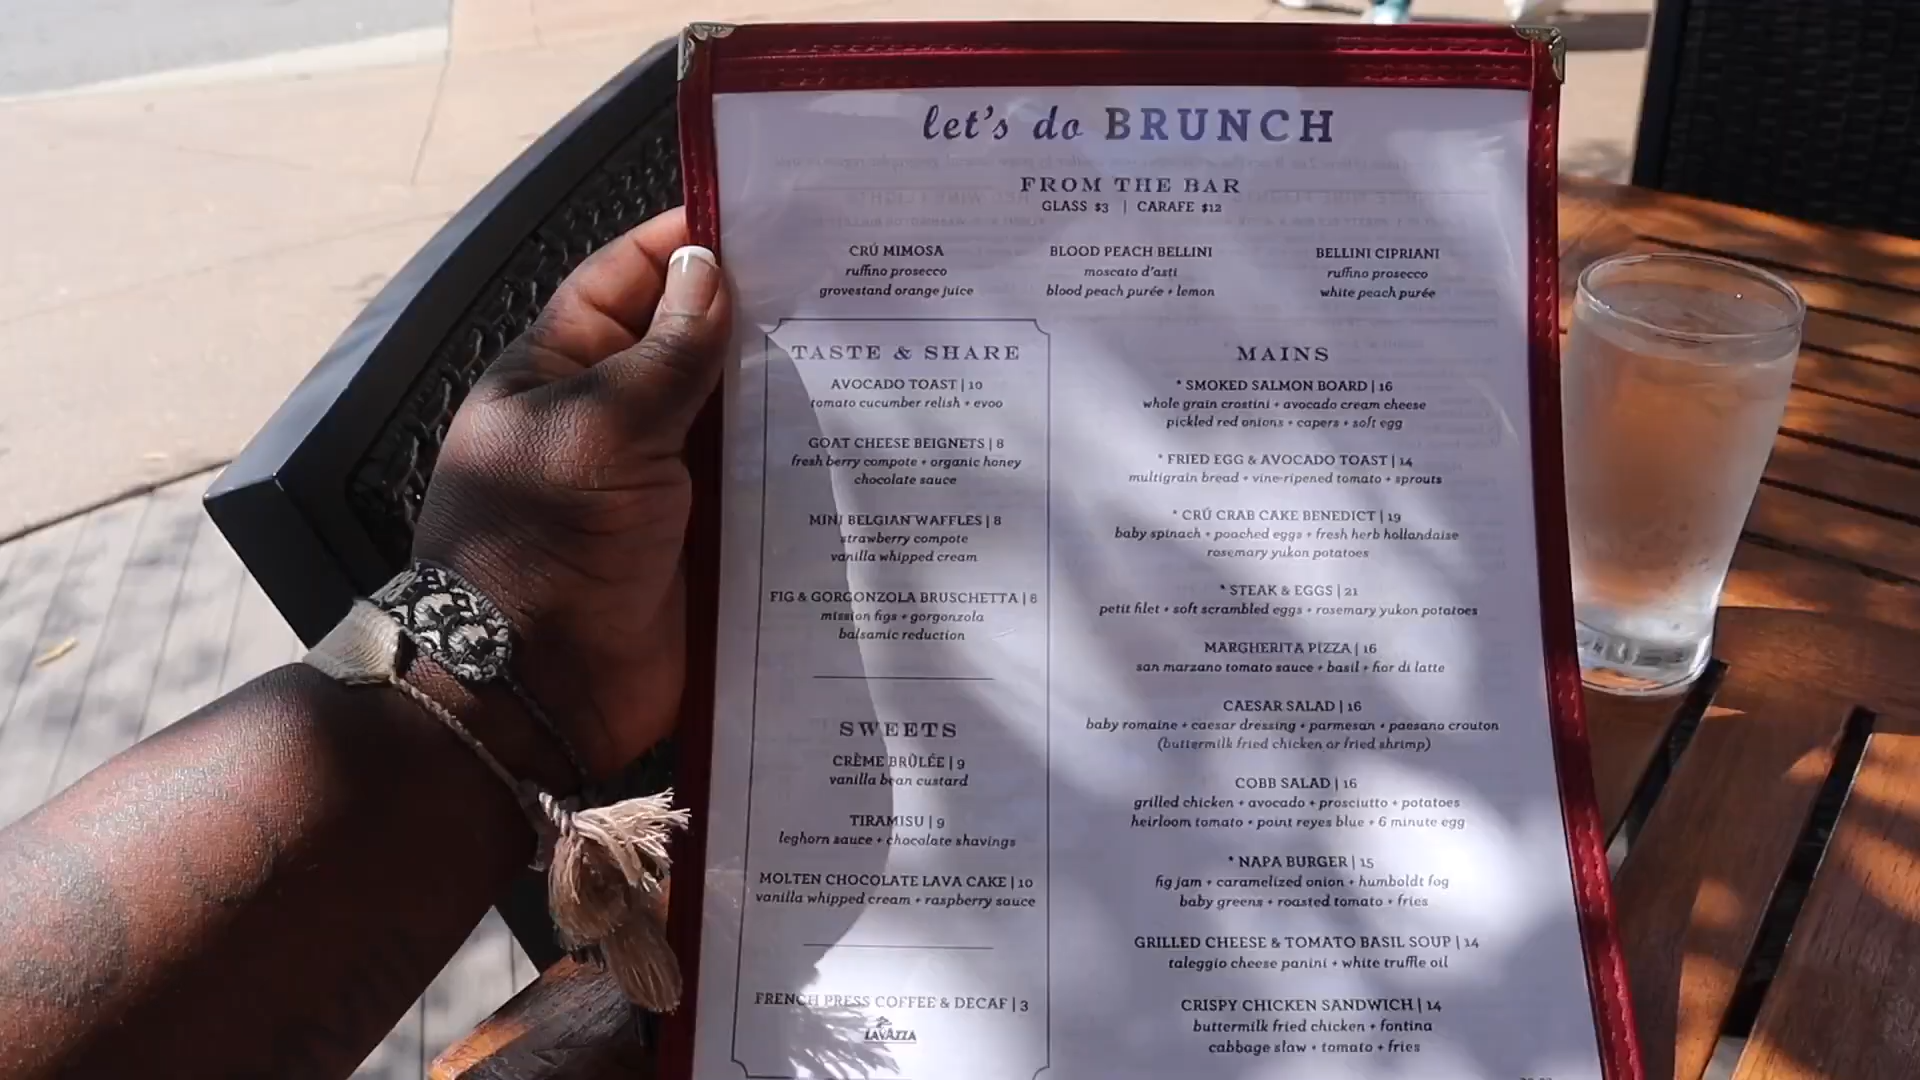 let's do BRUNCH
FROM THE BAR
GLASS $3 | CARAFE $12
CRÚ MIMOSA
ruffino prosecco
grovestand orange juice
BLOOD PEACH BELLINI
moscato d'asti
blood peach purée + lemon
BELLINI CIPRIANI
ruffino prosecco
white peach purée
TASTE & SHARE
AVOCADO TOAST | 10
tomato cucumber relish + evoo
GOAT CHEESE BEIGNETS | 8
fresh berry compote + organic honey
chocolate sauce
MINI BELGIAN WAFFLES | 8
strawberry compote
vanilla whipped cream
FIG & GORGONZOLA BRUSCHETTA | 8
mission figs + gorgonzola
balsamic reduction
SWEETS
CRÈME BRÛLÉE | 9
vanilla bean custard
TIRAMISU | 9
leghorn sauce + chocolate shavings
MOLTEN CHOCOLATE LAVA CAKE | 10
vanilla whipped cream + raspberry sauce
FRENCH PRESS COFFEE & DECAF | 3
LAVAZZA
MAINS
* SMOKED SALMON BOARD | 16
whole grain crostini + avocado cream cheese
pickled red onions + capers + soft egg
* FRIED EGG & AVOCADO TOAST | 14
multigrain bread + vine-ripened tomato + sprouts
* CRÚ CRAB CAKE BENEDICT | 19
baby spinach + poached eggs + fresh herb hollandaise
rosemary yukon potatoes
* STEAK & EGGS | 21
petit filet + soft scrambled eggs + rosemary yukon potatoes
MARGHERITA PIZZA | 16
san marzano tomato sauce + basil + fior di latte
CAESAR SALAD | 16
baby romaine + caesar dressing + parmesan + paesano crouton
(buttermilk fried chicken or fried shrimp)
COBB SALAD | 16
grilled chicken + avocado + prosciutto + potatoes
heirloom tomato + point reyes blue + 6 minute egg
* NAPA BURGER | 15
fig jam + caramelized onion + humboldt fog
baby greens + roasted tomato + fries
GRILLED CHEESE & TOMATO BASIL SOUP | 14
taleggio cheese panini + white truffle oil
CRISPY CHICKEN SANDWICH | 14
buttermilk fried chicken + fontina
cabbage slaw + tomato + fries